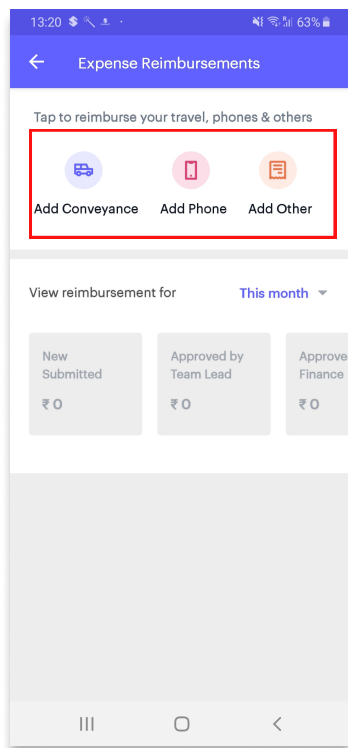 13:20 $ 63%
Expense Reimbursements
Tap to reimburse your travel, phones & others
Add Conveyance Add Phone Add Other
View reimbursement for This month
New Approved by Approve
Submitted Team Lead Finance
₹ 0 ₹ 0 ₹ 0